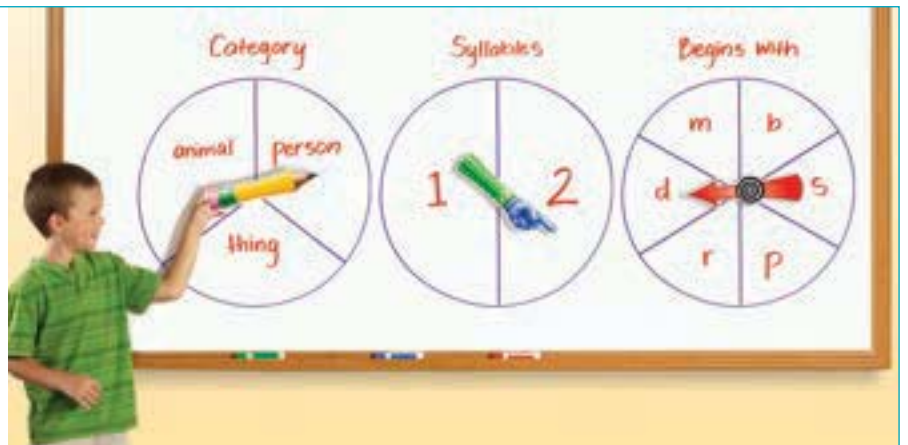 Category
animal
person
thing
Syllables
1
2
Begins with
m
b
d
s
r
p